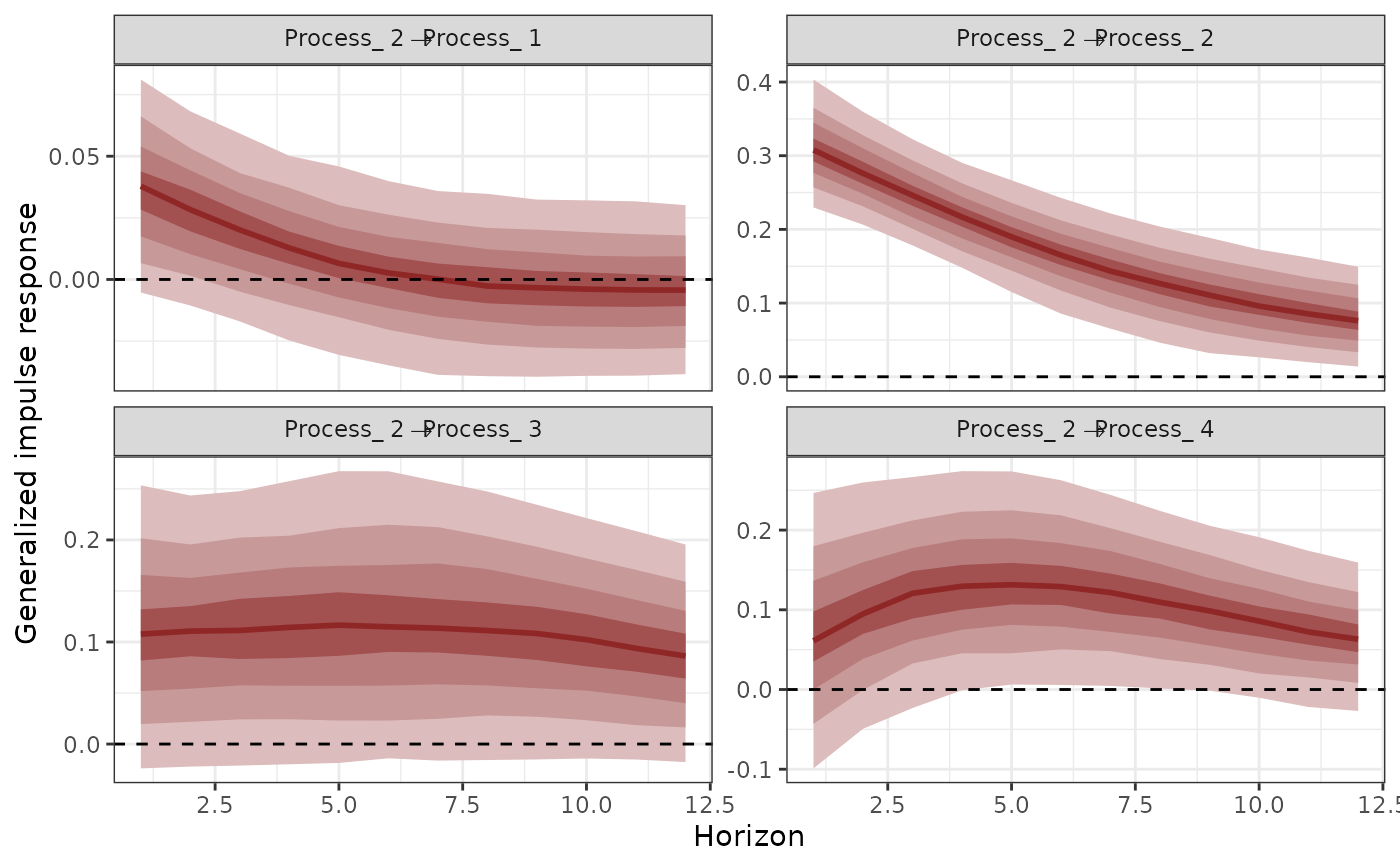 Process_ 2 → Process_ 1
Process_ 2 → Process_ 2
0.05
0.00
0.4
0.3
0.2
0.1
0.0
Generalized impulse response
Process_ 2 → Process_ 3
Process_ 2 → Process_ 4
0.2
0.1
0.0
0.2
0.1
0.0
-0.1
2.5 5.0 7.5 10.0 12.5
2.5 5.0 7.5 10.0 12.5
Horizon